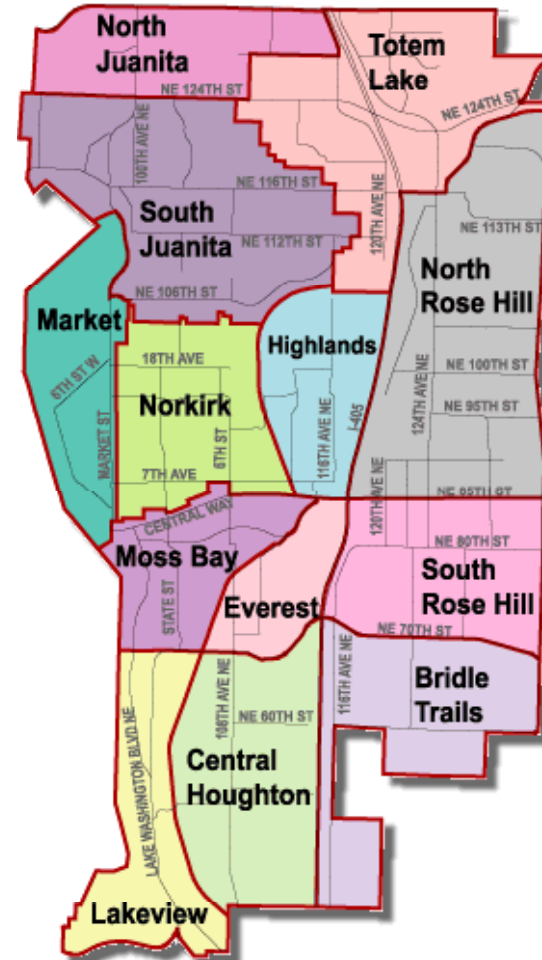 North
Juanita
Totem
Lake
NE 124TH ST
NE 124TH ST
100TH AVE NE
NE 116TH ST
120TH AVE NE
South
Juanita
NE 112TH ST
NE 113TH ST
North
Rose Hill
NE 106TH ST
Market
Highlands
18TH AVE
6TH ST W
NE 100TH ST
124TH AVE NE
Norkirk
I-405
NE 95TH ST
MARKET ST
6TH ST
116TH AVE NE
7TH AVE
120TH AVE NE
NE 85TH ST
CENTRAL WAY
NE 80TH ST
Moss Bay
South
Rose Hill
STATE ST
Everest
NE 70TH ST
108TH AVE NE
116TH AVE NE
Bridle
Trails
NE 60TH ST
LAKE WASHINGTON BLVD NE
Central
Houghton
Lakeview